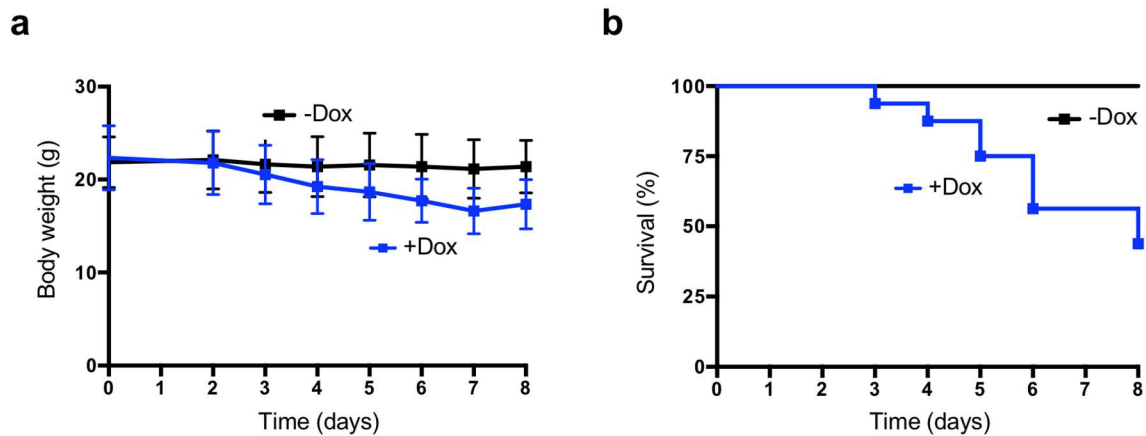 a
30
20
10
0
Body weight (g)
-Dox
+Dox
0 2 3 4 5 6 7 8
Time (days)
b
100
75
50
25
0
Survival (%)
-Dox
+Dox
0 1 2 3 4 5 6 7 8
Time (days)